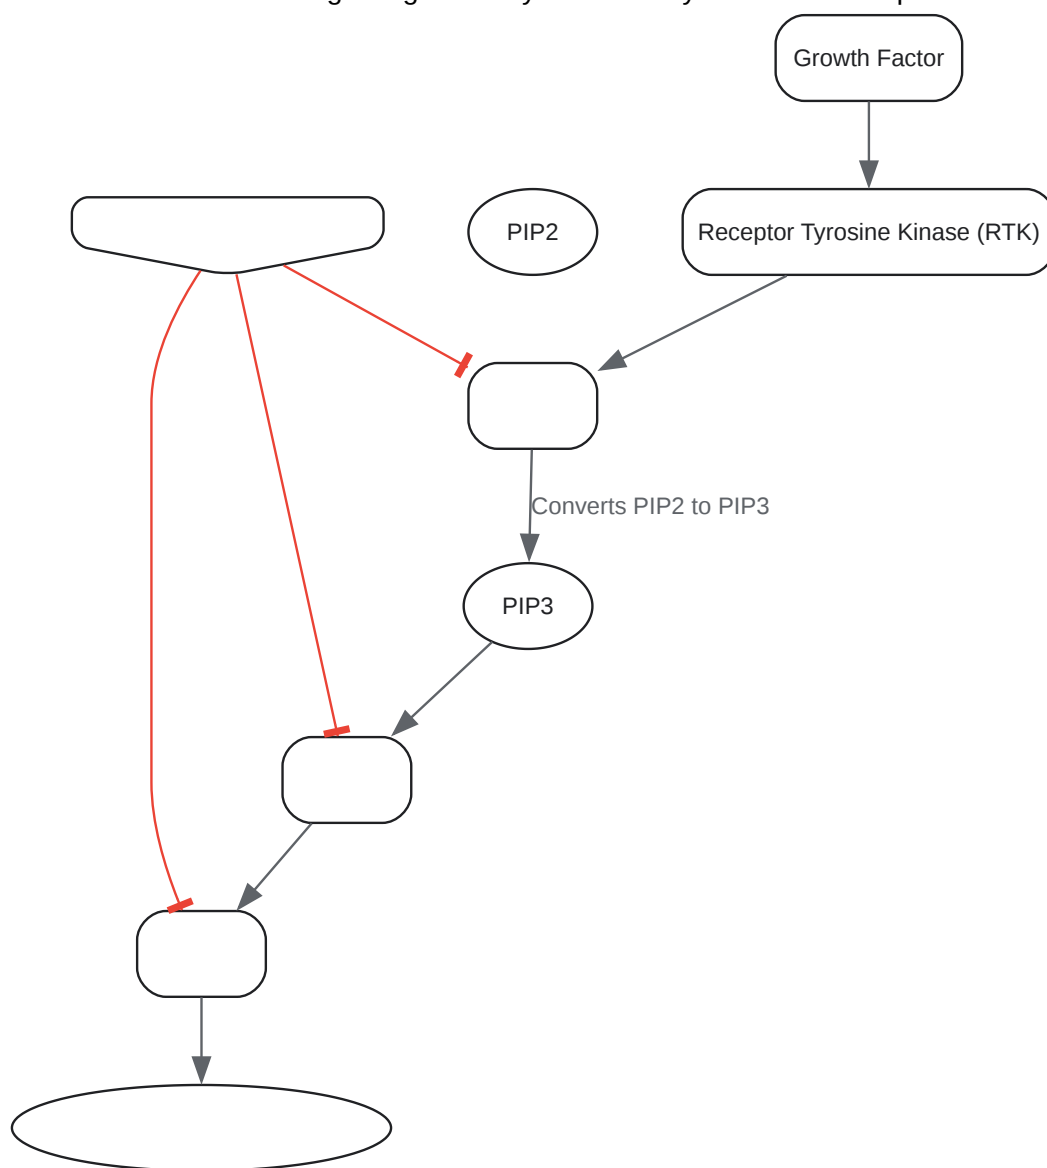 Growth Factor
PIP2
Receptor Tyrosine Kinase (RTK)
Converts PIP2 to PIP3
PIP3